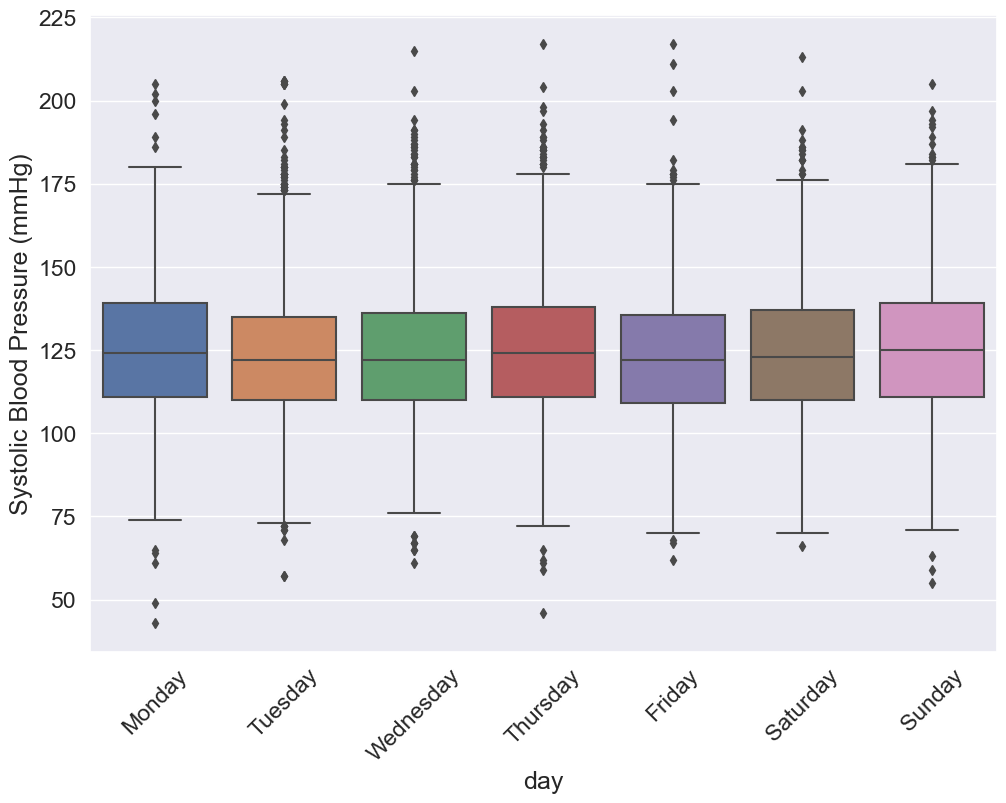 Systolic Blood Pressure (mmHg)
225
200
175
150
125
100
75
50
Monday
Tuesday
Wednesday
Thursday
Friday
Saturday
Sunday
day